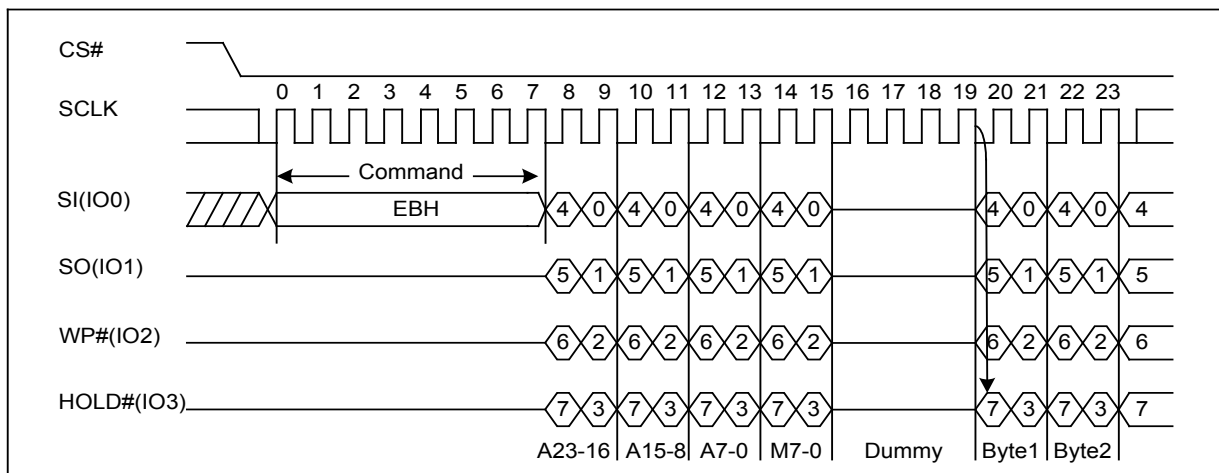 CS#
0 1 2 3 4 5 6 7 8 9 10 11 12 13 14 15 16 17 18 19 20 21 22 23
SCLK
Command
SI(IO0) EBH 4 0 4 0 4 0 4 0 4 0 4 0 4
SO(IO1) 5 1 5 1 5 1 5 1 5 1 5 1 5
WP#(IO2) 6 2 6 2 6 2 6 2 6 2 6 2 6
HOLD#(IO3) 7 3 7 3 7 3 7 3 7 3 7 3 7
A23-16 A15-8 A7-0 M7-0 Dummy Byte1 Byte2